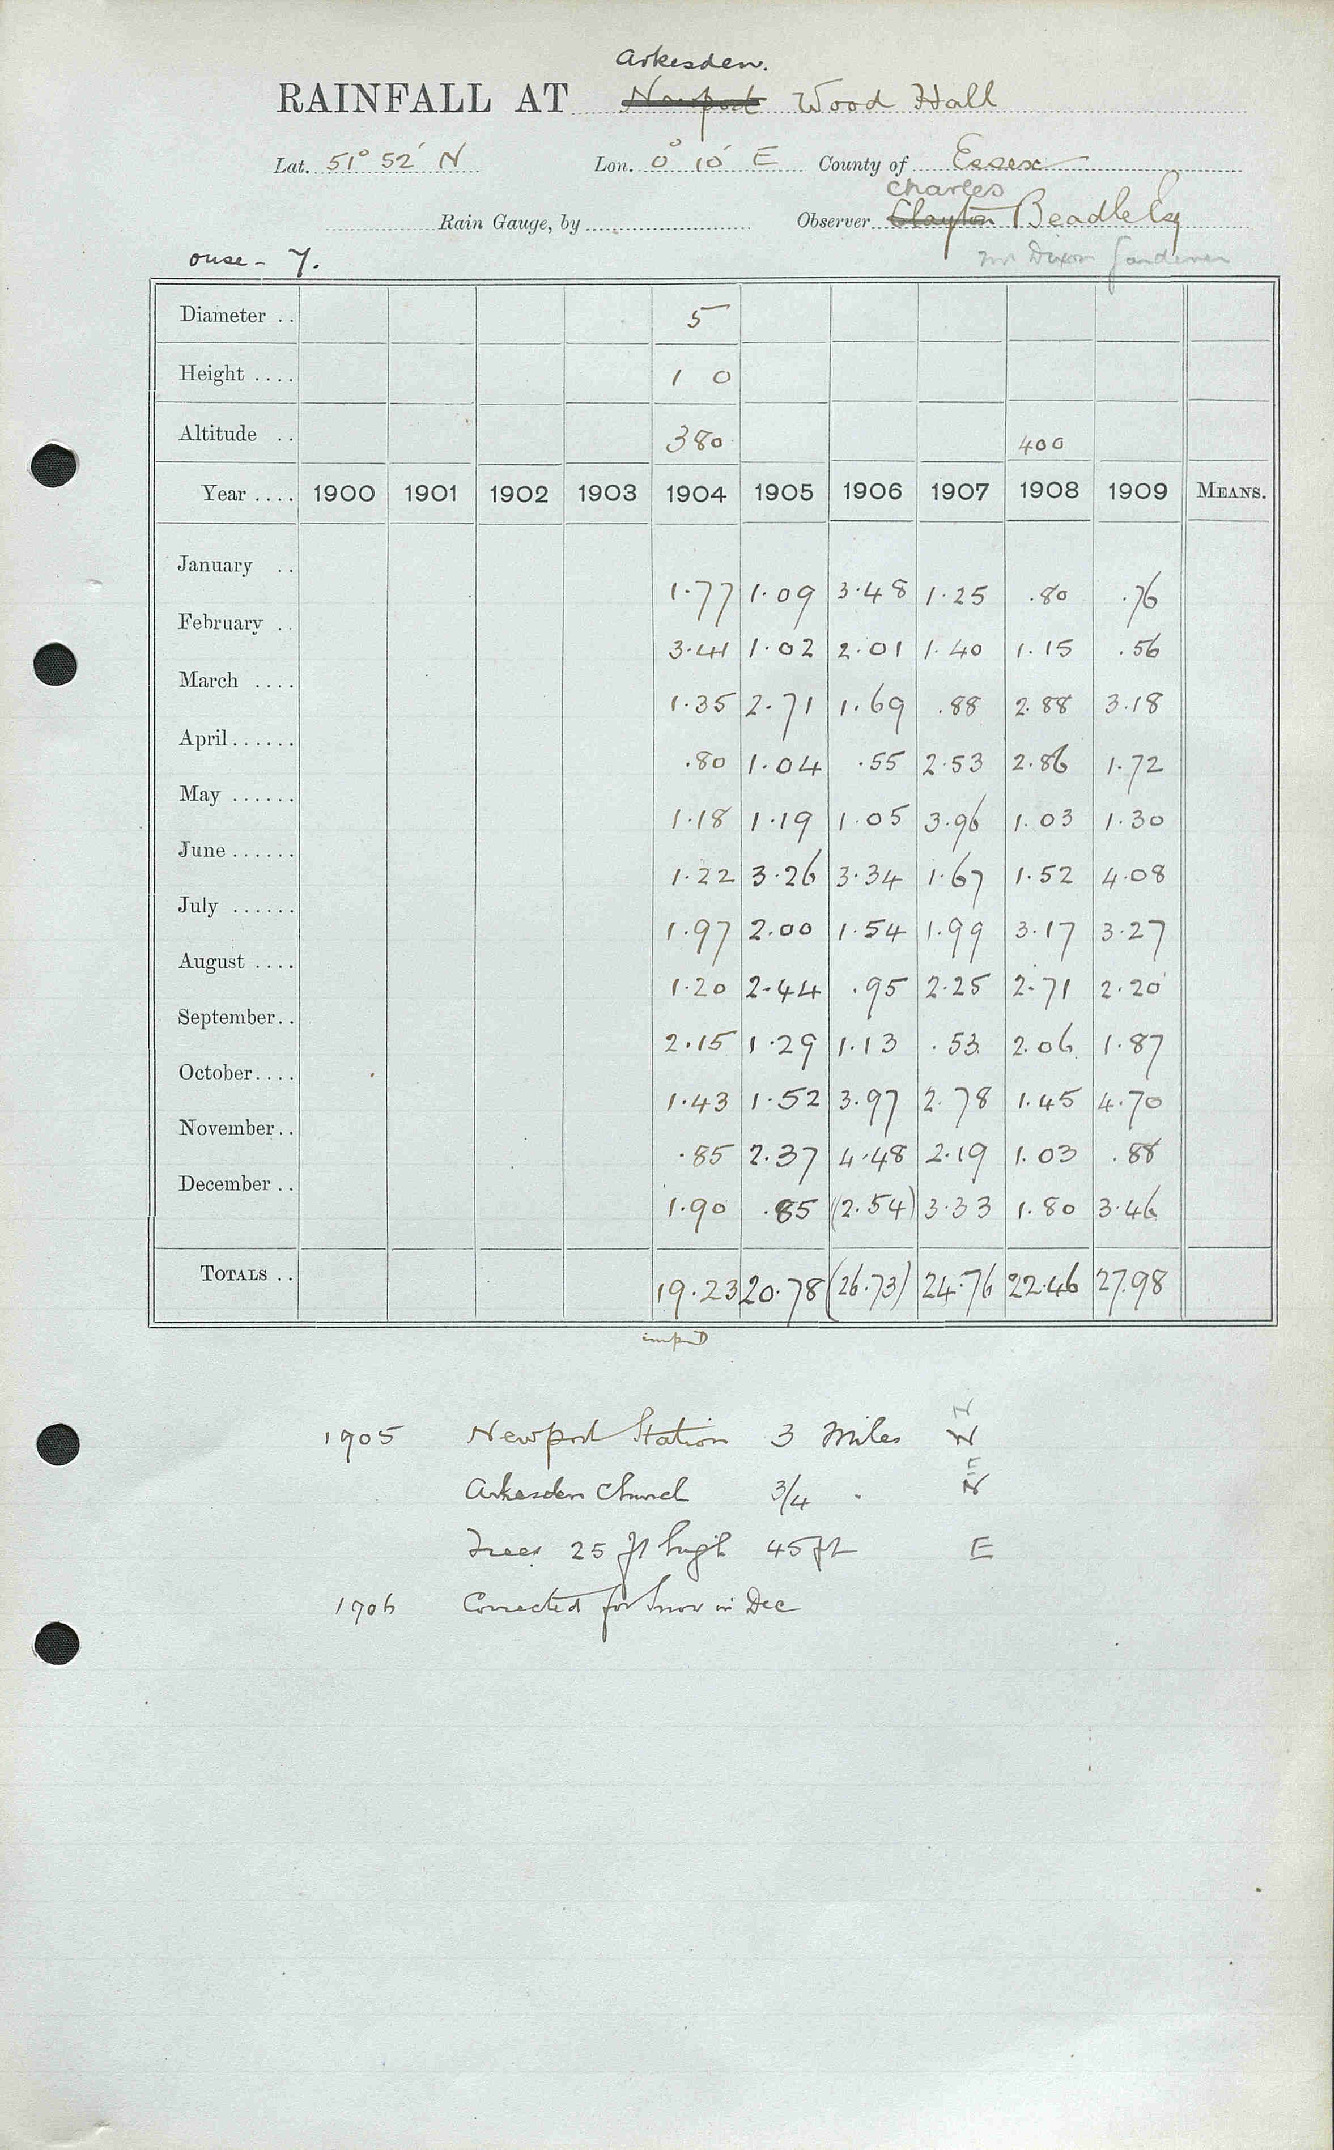 Arkesden.
RAINFALL AT Newport Wood Hall
Lat. 51° 52' N Lon. 0° 10' E County of Essex
Charles
Rain Gauge, by Observer Clayton Beadle Esq
Ouse - 7. Mr Dixon Gardener
Diameter .. 5
Height .... 1 0
Altitude .. 380 400
Year .... 1900 1901 1902 1903 1904 1905 1906 1907 1908 1909 MEANS.
January .. 1.77 1.09 3.48 1.25 .80 .76
February .. 3.41 1.02 2.01 1.40 1.15 .56
March .... 1.35 2.71 1.69 .88 2.88 3.18
April...... .80 1.04 .55 2.53 2.86 1.72
May ...... 1.18 1.19 1.05 3.96 1.03 1.30
June...... 1.22 3.26 3.34 1.67 1.52 4.08
July ...... 1.97 2.00 1.54 1.99 3.17 3.27
August .... 1.20 2.44 .95 2.25 2.71 2.20
September.. 2.15 1.29 1.13 .53 2.06 1.87
October.... 1.43 1.52 3.97 2.78 1.45 4.70
November.. .85 2.37 4.48 2.19 1.03 .88
December .. 1.90 .85 (2.54) 3.33 1.80 3.46
TOTALS .. 19.23 20.78 (26.73) 24.76 22.46 27.98
1905 Newport Station 3 Miles N
Arkesden Church 3/4 " N
Trees 25 ft high 45 ft E
1906 Corrected for Snow in Dec